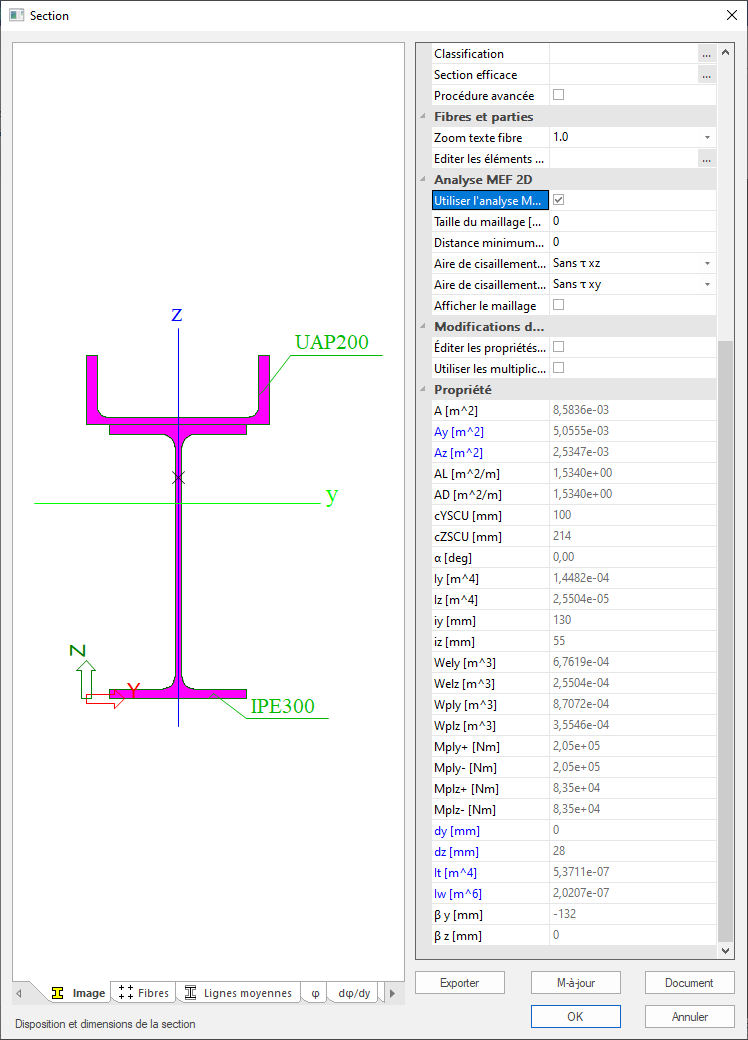 Section
Z
UAP200
y
Z
Y
IPE300
Image
Fibres
Lignes moyennes
φ
dφ/dy
Disposition et dimensions de la section
Classification ...
Section efficace ...
Procédure avancée
Fibres et parties
Zoom texte fibre 1.0
Editer les éléments ... ...
Analyse MEF 2D
Utiliser l'analyse M...
Taille du maillage [... 0
Distance minimum... 0
Aire de cisaillement... Sans τ xz
Aire de cisaillement... Sans τ xy
Afficher le maillage
Modifications d...
Éditer les propriétés...
Utiliser les multiplic...
Propriété
A [m^2] 8,5836e-03
Ay [m^2] 5,0555e-03
Az [m^2] 2,5347e-03
AL [m^2/m] 1,5340e+00
AD [m^2/m] 1,5340e+00
cYSCU [mm] 100
cZSCU [mm] 214
α [deg] 0,00
Iy [m^4] 1,4482e-04
Iz [m^4] 2,5504e-05
iy [mm] 130
iz [mm] 55
Wely [m^3] 6,7619e-04
Welz [m^3] 2,5504e-04
Wply [m^3] 8,7072e-04
Wplz [m^3] 3,5546e-04
Mply+ [Nm] 2,05e+05
Mply- [Nm] 2,05e+05
Mplz+ [Nm] 8,35e+04
Mplz- [Nm] 8,35e+04
dy [mm] 0
dz [mm] 28
It [m^4] 5,3711e-07
Iw [m^6] 2,0207e-07
β y [mm] -132
β z [mm] 0
Exporter
M-à-jour
Document
OK
Annuler